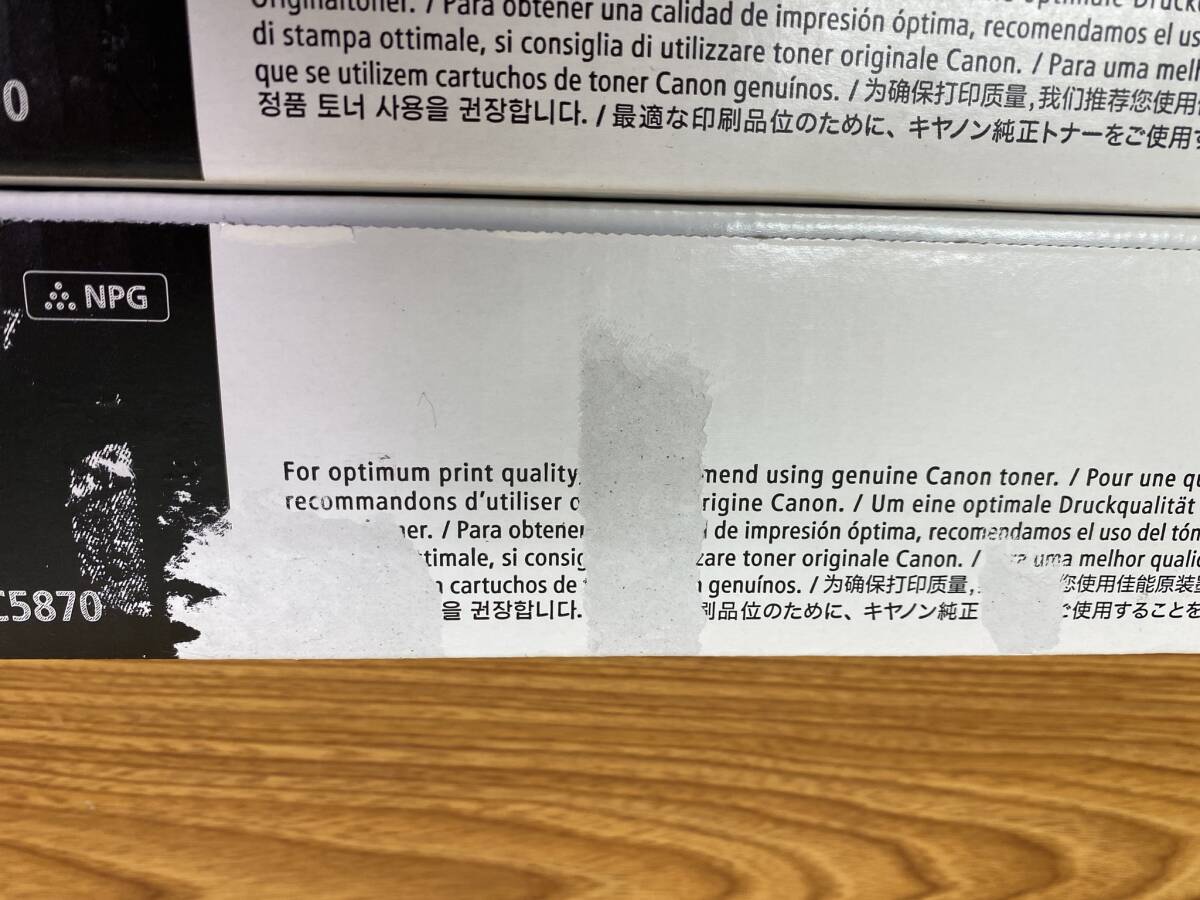 Originaltoner. / Para obtener una calidad de impresión óptima, recomendamos el us
di stampa ottimale, si consiglia di utilizzare toner originale Canon. / Para uma melh
que se utilizem cartuchos de toner Canon genuínos. / 为确保打印质量,我们推荐您使用
정품 토너 사용을 권장합니다. / 最適な印刷品位のために、キヤノン純正トナーをご使用す
0
NPG
7
For optimum print quality, mend using genuine Canon toner. / Pour une qu
recommandons d'utiliser d rigine Canon. / Um eine optimale Druckqualität
ner. / Para obtener d de impresión óptima, recomendamos el uso del tón
ttimale, si consig zare toner originale Canon. / uma melhor qualid
cartuchos de genuínos. / 为确保打印质量, 您使用佳能原装
을 권장합니다. 刷品位のために、キヤノン純正 ご使用することを
C5870